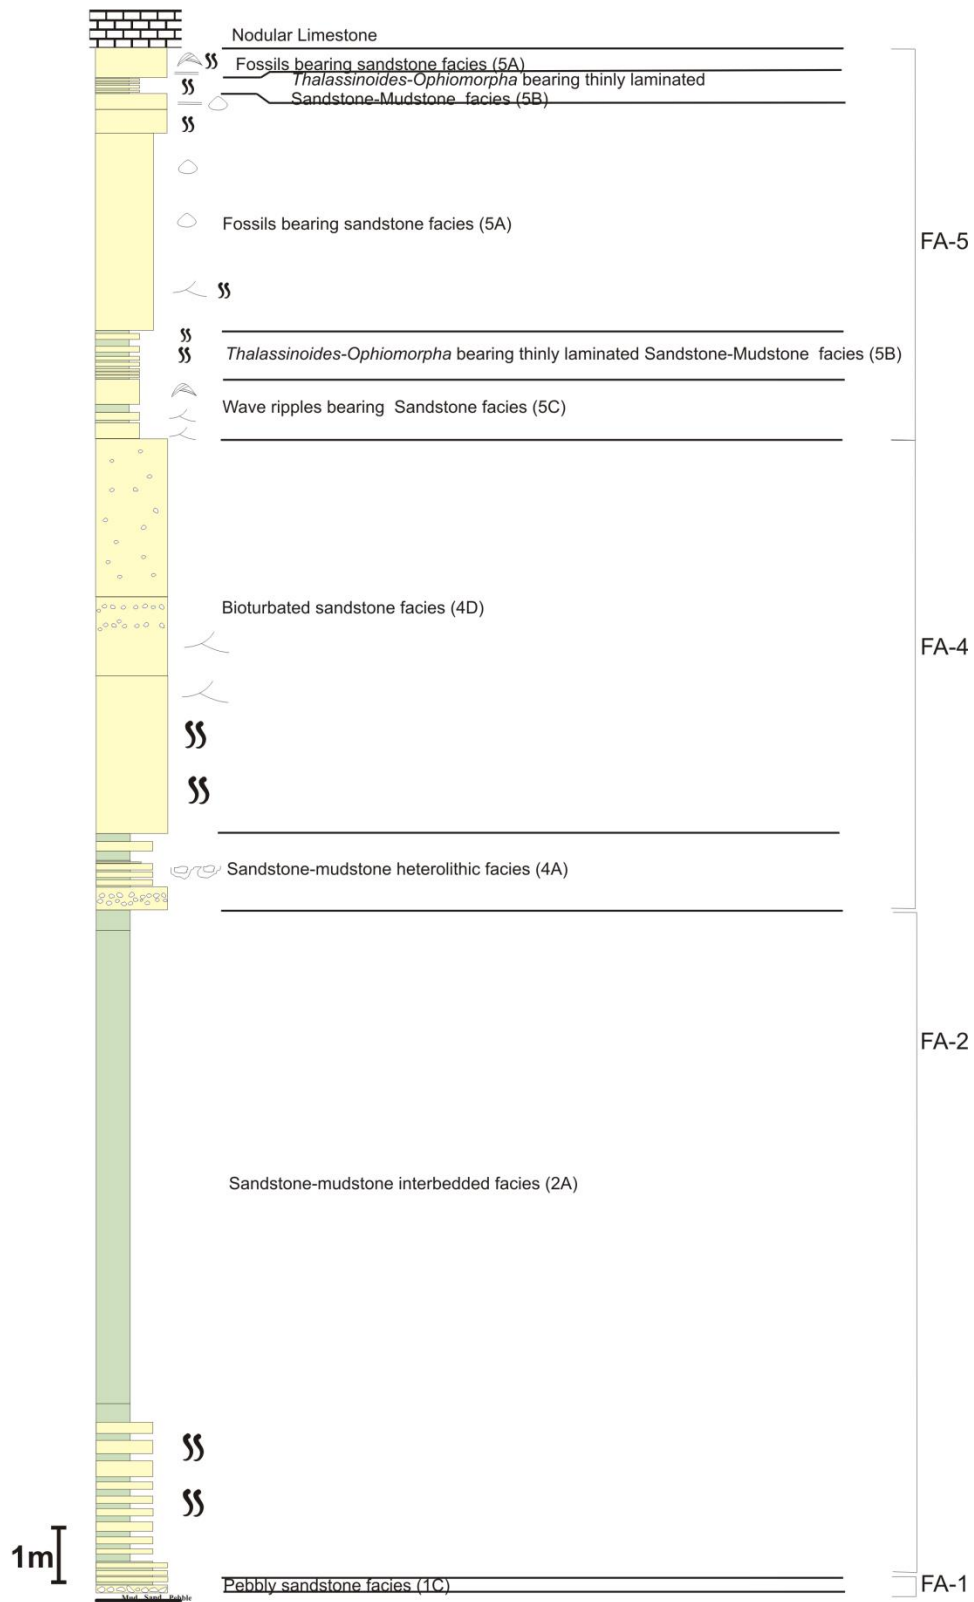 Nodular Limestone
Fossils bearing sandstone facies (5A)
Thalassinoides-Ophiomorpha bearing thinly laminated
Sandstone-Mudstone facies (5B)
Fossils bearing sandstone facies (5A)
FA-5
Thalassinoides-Ophiomorpha bearing thinly laminated Sandstone-Mudstone facies (5B)
Wave ripples bearing Sandstone facies (5C)
Bioturbated sandstone facies (4D)
FA-4
Sandstone-mudstone heterolithic facies (4A)
FA-2
Sandstone-mudstone interbedded facies (2A)
1m
Pebbly sandstone facies (1C)
FA-1
Mud Sand Pebble